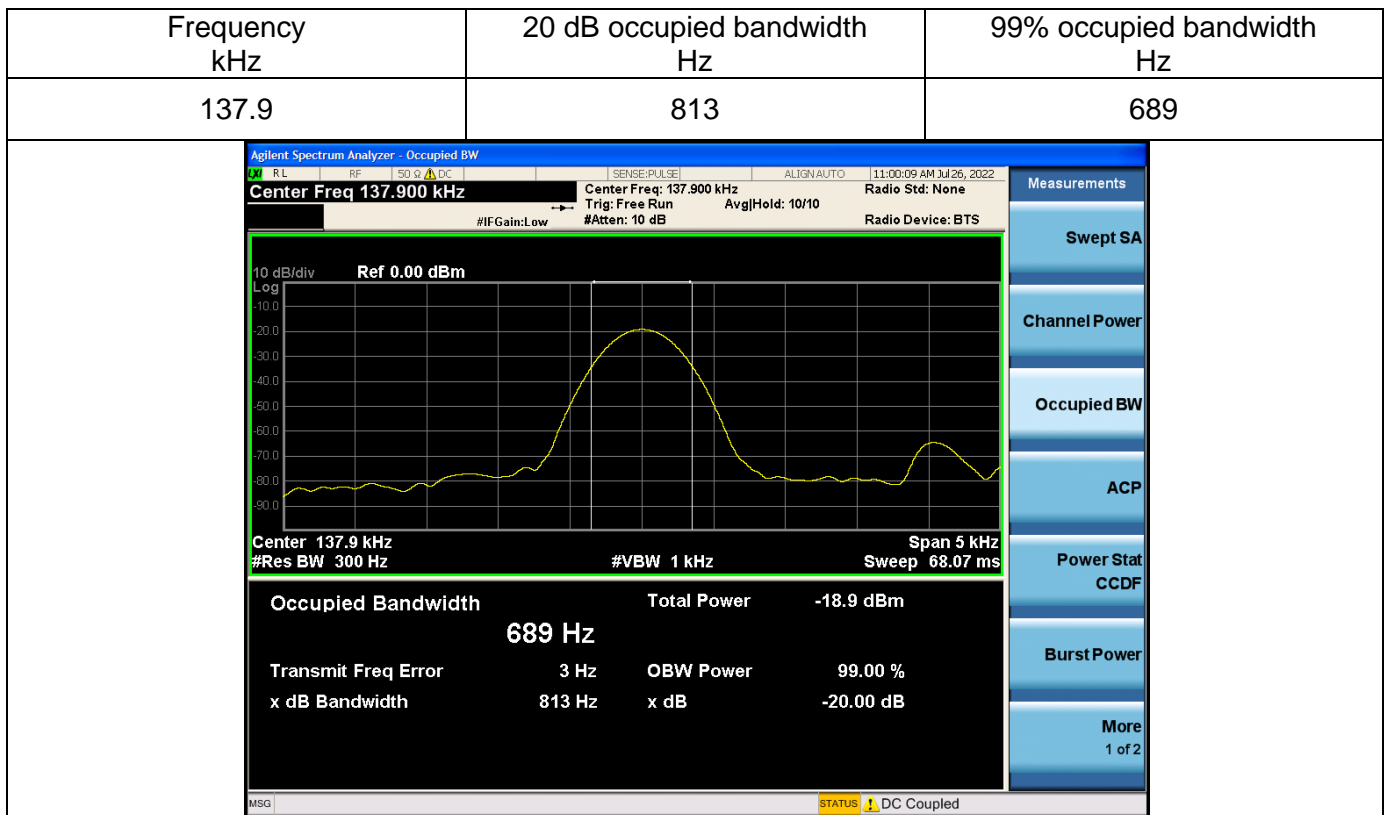 Frequency
kHz
20 dB occupied bandwidth
Hz
99% occupied bandwidth
Hz
137.9
813
689
Agilent Spectrum Analyzer - Occupied BW
LXI RL RF 50 Ω DC SENSE:PULSE ALIGN AUTO 11:00:09 AM Jul 26, 2022
Center Freq 137.900 kHz
Center Freq: 137.900 kHz
Radio Std: None
Trig: Free Run Avg|Hold: 10/10
#IFGain:Low
#Atten: 10 dB
Radio Device: BTS
10 dB/div Ref 0.00 dBm
Log
-10.0
-20.0
-30.0
-40.0
-50.0
-60.0
-70.0
-80.0
-90.0
Center 137.9 kHz Span 5 kHz
#Res BW 300 Hz #VBW 1 kHz Sweep 68.07 ms
Occupied Bandwidth Total Power -18.9 dBm
689 Hz
Transmit Freq Error 3 Hz OBW Power 99.00 %
x dB Bandwidth 813 Hz x dB -20.00 dB
MSG STATUS DC Coupled
Measurements
Swept SA
Channel Power
Occupied BW
ACP
Power Stat
CCDF
Burst Power
More
1 of 2